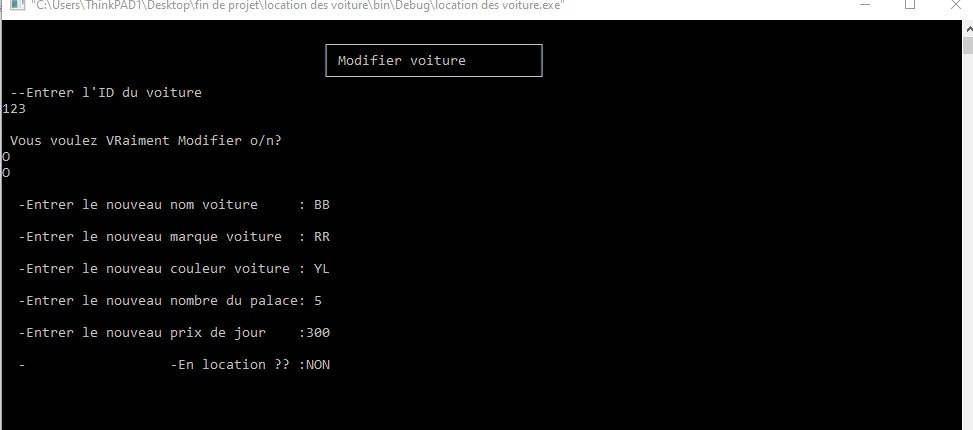 "C:\Users\ThinkPAD1\Desktop\fin de projet\location des voiture\bin\Debug\location des voiture.exe"
Modifier voiture
--Entrer l'ID du voiture
123
Vous voulez VRaiment Modifier o/n?
O
O
-Entrer le nouveau nom voiture : BB
-Entrer le nouveau marque voiture : RR
-Entrer le nouveau couleur voiture : YL
-Entrer le nouveau nombre du palace: 5
-Entrer le nouveau prix de jour :300
- -En location ?? :NON